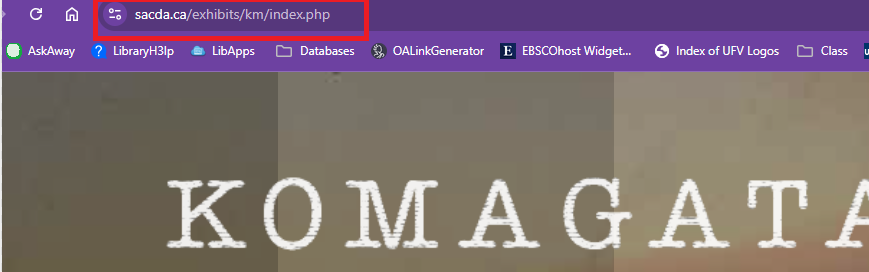 sacda.ca/exhibits/km/index.php
AskAway LibraryH3lp LibApps Databases OALinkGenerator EBSCOhost Widget... Index of UFV Logos Class
KOMAGATA